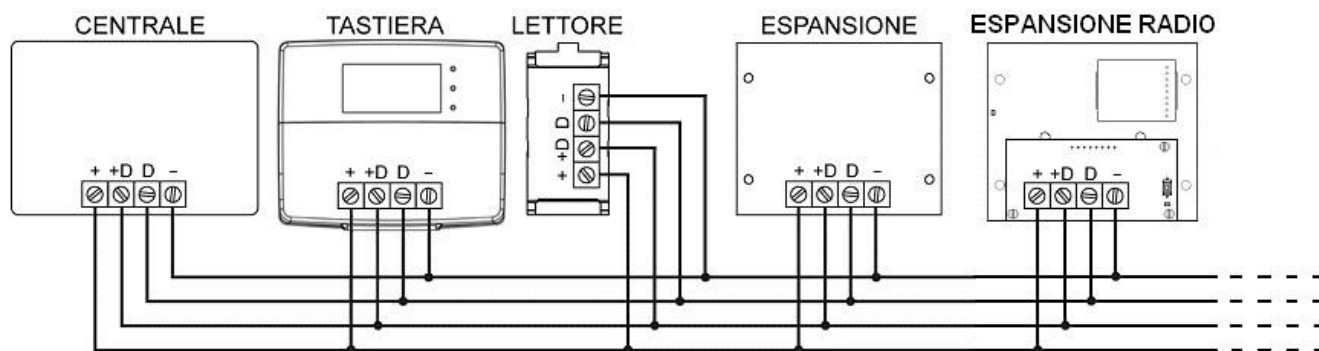 CENTRALE
TASTIERA
LETTORE
ESPANSIONE
ESPANSIONE RADIO
+ +D D −
+ +D D −
− D +D +
+ +D D −
+ +D D −